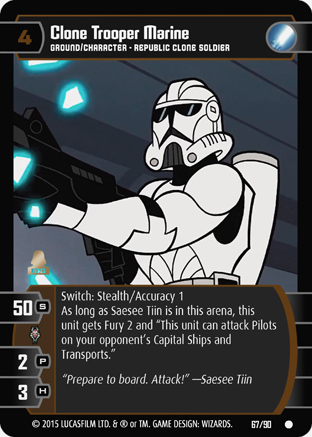 4
Clone Trooper Marine
GROUND/CHARACTER - REPUBLIC CLONE SOLDIER
50 S
2 P
3 H
Switch: Stealth/Accuracy 1
As long as Saesee Tiin is in this arena, this
unit gets Fury 2 and “This unit can attack Pilots
on your opponent's Capital Ships and
Transports.”
“Prepare to board. Attack!” —Saesee Tiin
© 2015 LUCASFILM LTD. & ® or TM. GAME DESIGN: WIZARDS.
67/90